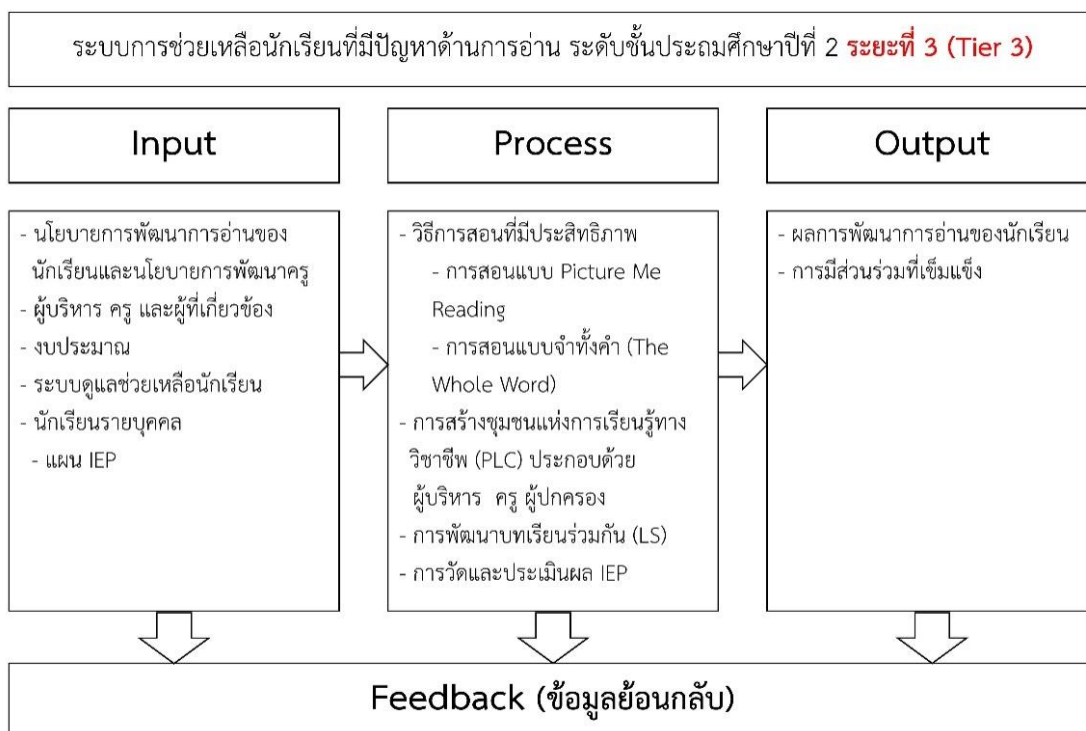 ระบบการช่วยเหลือนักเรียนที่มีปัญหาด้านการอ่าน ระดับชั้นประถมศึกษาปีที่ 2 ระยะที่ 3 (Tier 3)
Input
- นโยบายการพัฒนาการอ่านของ
นักเรียนและนโยบายการพัฒนาครู
- ผู้บริหาร ครู และผู้ที่เกี่ยวข้อง
- งบประมาณ
- ระบบดูแลช่วยเหลือนักเรียน
- นักเรียนรายบุคคล
- แผน IEP
Process
- วิธีการสอนที่มีประสิทธิภาพ
- การสอนแบบ Picture Me
Reading
- การสอนแบบจำทั้งคำ (The
Whole Word)
- การสร้างชุมชนแห่งการเรียนรู้ทาง
วิชาชีพ (PLC) ประกอบด้วย
ผู้บริหาร ครู ผู้ปกครอง
- การพัฒนาบทเรียนร่วมกัน (LS)
- การวัดและประเมินผล IEP
Output
- ผลการพัฒนาการอ่านของนักเรียน
- การมีส่วนร่วมที่เข็มแข็ง
Feedback (ข้อมูลย้อนกลับ)